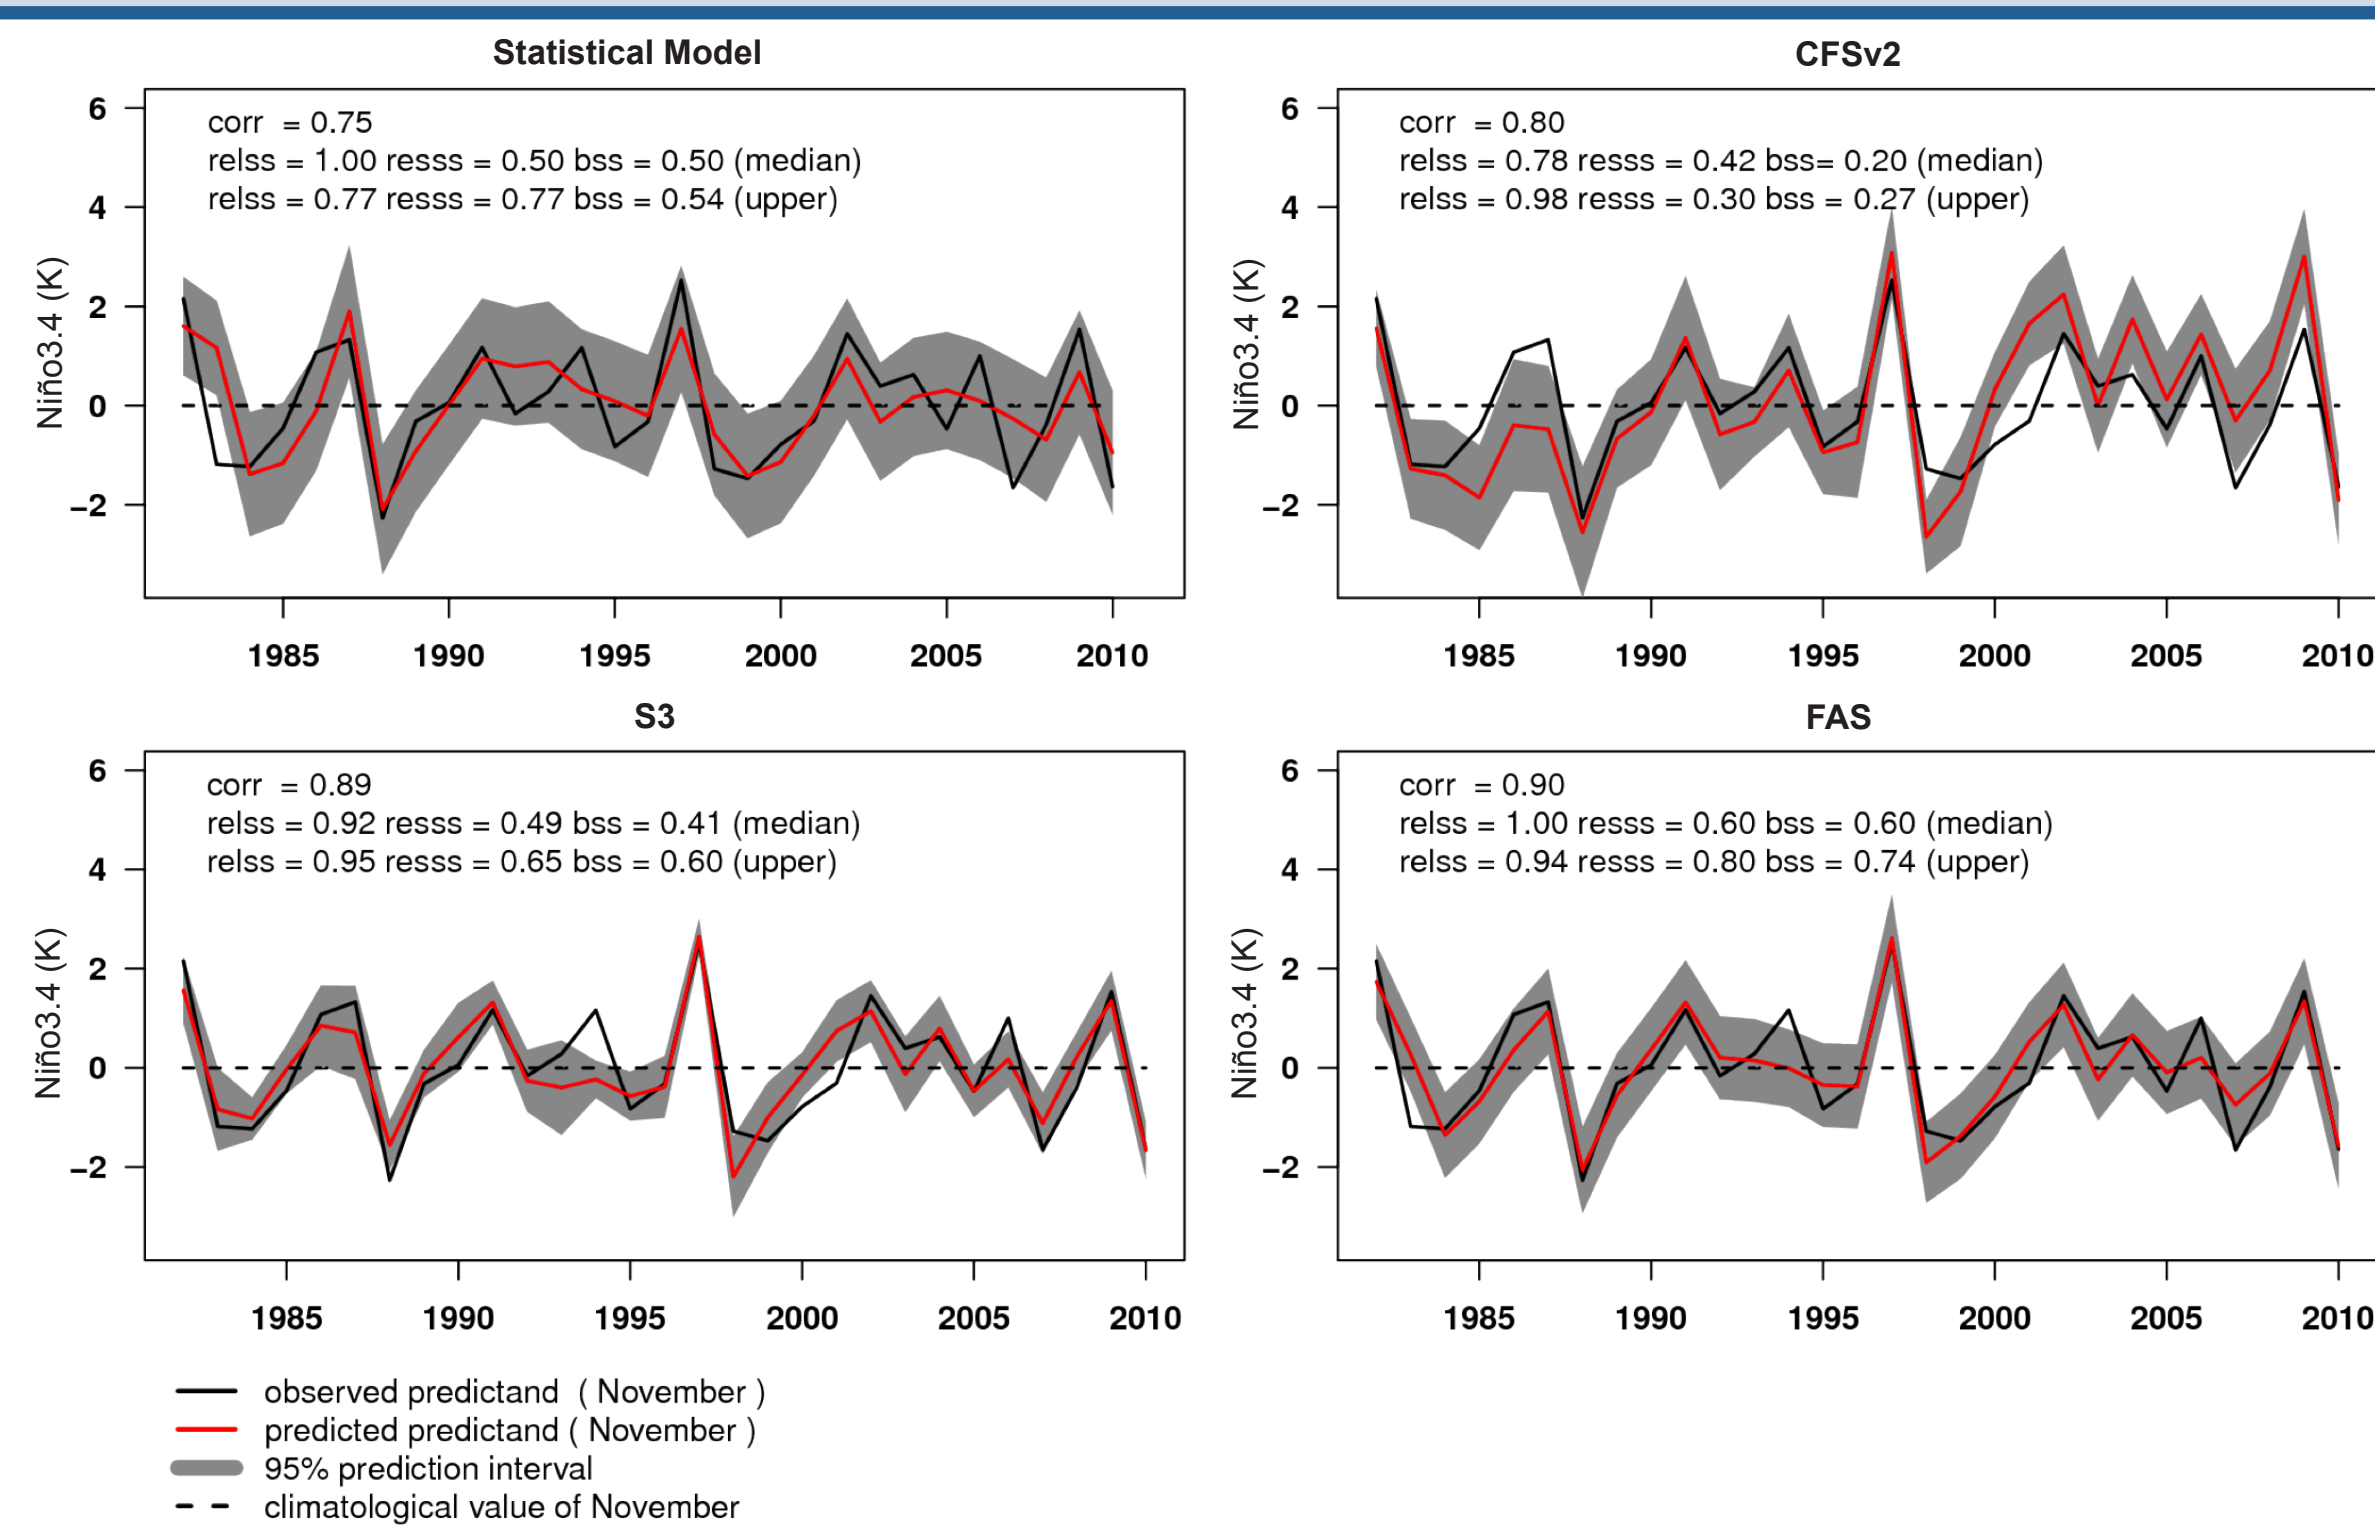 Statistical Model
6
4
2
0
−2
Niño3.4 (K)
corr = 0.75
relss = 1.00 resss = 0.50 bss = 0.50 (median)
relss = 0.77 resss = 0.77 bss = 0.54 (upper)
1985 1990 1995 2000 2005 2010
CFSv2
6
4
2
0
−2
Niño3.4 (K)
corr = 0.80
relss = 0.78 resss = 0.42 bss= 0.20 (median)
relss = 0.98 resss = 0.30 bss = 0.27 (upper)
1985 1990 1995 2000 2005 2010
S3
6
4
2
0
−2
Niño3.4 (K)
corr = 0.89
relss = 0.92 resss = 0.49 bss = 0.41 (median)
relss = 0.95 resss = 0.65 bss = 0.60 (upper)
1985 1990 1995 2000 2005 2010
FAS
6
4
2
0
−2
Niño3.4 (K)
corr = 0.90
relss = 1.00 resss = 0.60 bss = 0.60 (median)
relss = 0.94 resss = 0.80 bss = 0.74 (upper)
1985 1990 1995 2000 2005 2010
observed predictand ( November )
predicted predictand ( November )
95% prediction interval
climatological value of November